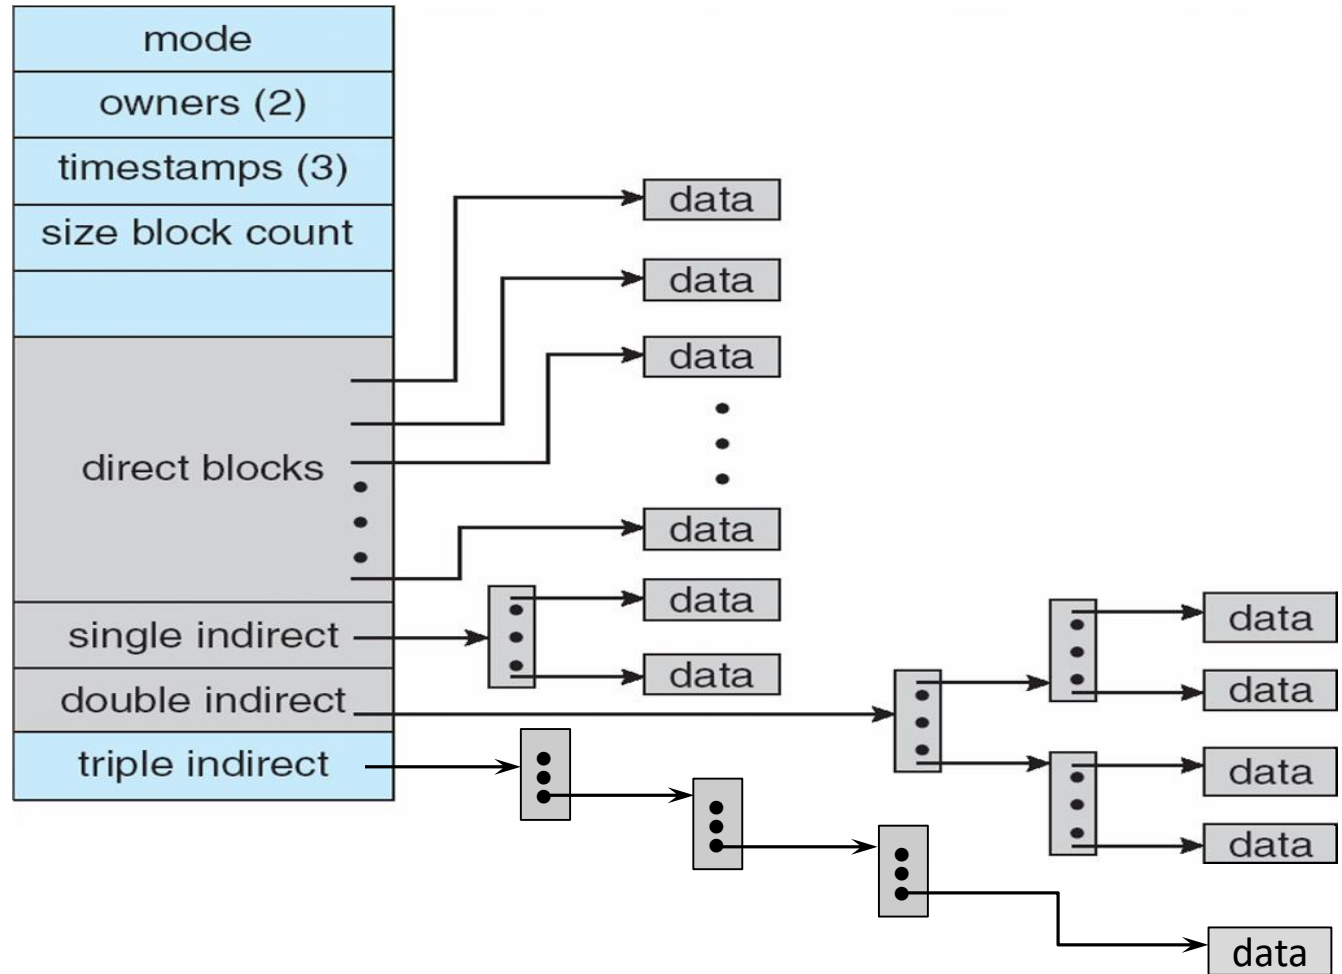 mode
owners (2)
timestamps (3)
size block count
direct blocks
single indirect
double indirect
triple indirect
data
data
data
data
data
data
data
data
data
data
data